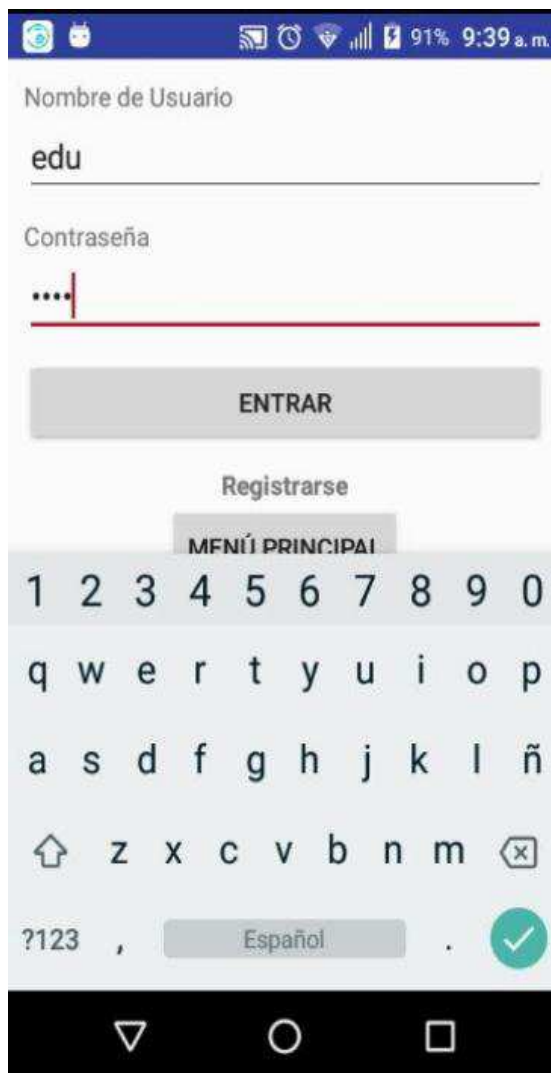 91% 9:39 a. m.
Nombre de Usuario
edu
Contraseña
••••
ENTRAR
Registrarse
MENÚ PRINCIPAL
1 2 3 4 5 6 7 8 9 0
q w e r t y u i o p
a s d f g h j k l ñ
z x c v b n m
?123 , Español .